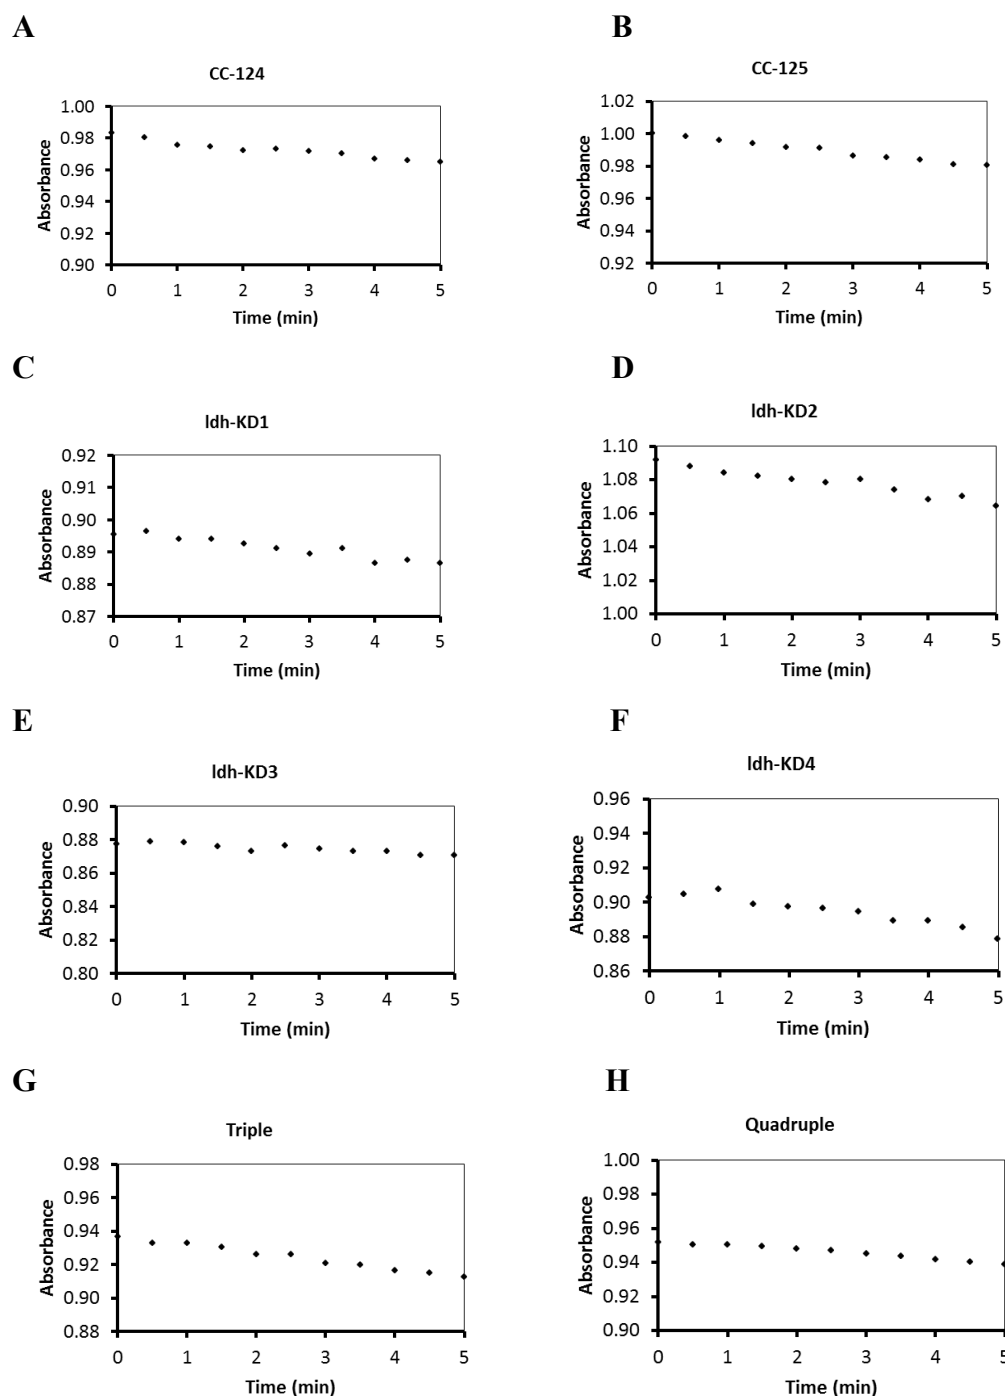 A
B
CC-124
CC-125
Absorbance
1.00
0.98
0.96
0.94
0.92
0.90
0 1 2 3 4 5
Time (min)
Absorbance
1.02
1.00
0.98
0.96
0.94
0.92
0 1 2 3 4 5
Time (min)
C
D
ldh-KD1
ldh-KD2
Absorbance
0.92
0.91
0.90
0.89
0.88
0.87
0 1 2 3 4 5
Time (min)
Absorbance
1.10
1.08
1.06
1.04
1.02
1.00
0 1 2 3 4 5
Time (min)
E
F
ldh-KD3
ldh-KD4
Absorbance
0.90
0.88
0.86
0.84
0.82
0.80
0 1 2 3 4 5
Time (min)
Absorbance
0.96
0.94
0.92
0.90
0.88
0.86
0 1 2 3 4 5
Time (min)
G
H
Triple
Quadruple
Absorbance
0.98
0.96
0.94
0.92
0.90
0.88
0 1 2 3 4 5
Time (min)
Absorbance
1.00
0.98
0.96
0.94
0.92
0.90
0 1 2 3 4 5
Time (min)